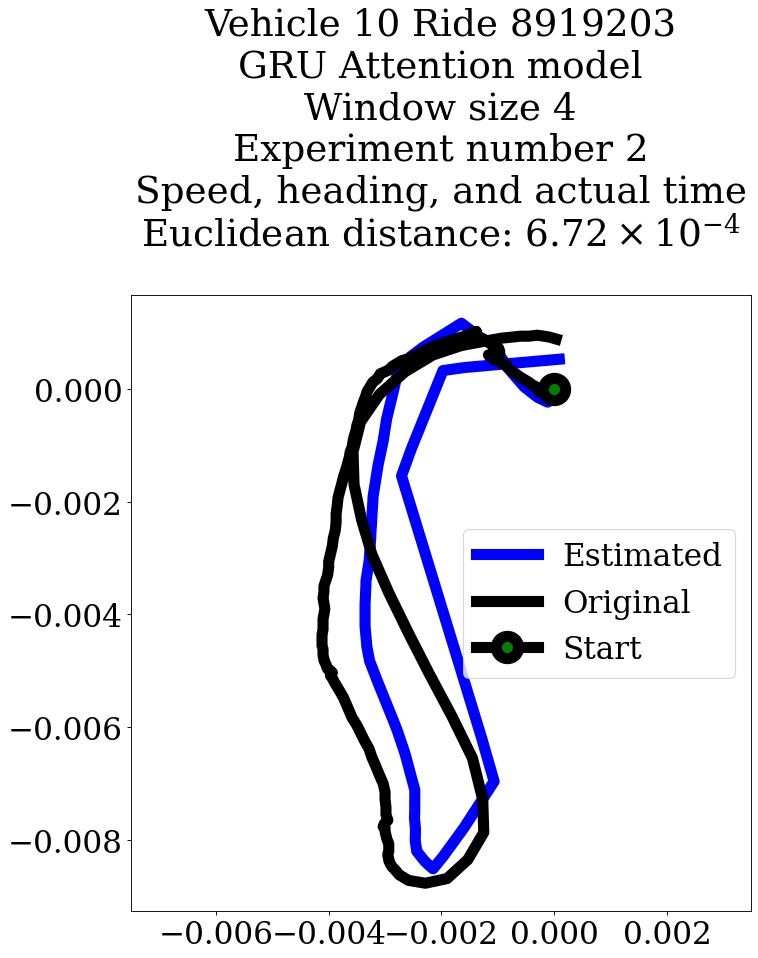 Vehicle 10 Ride 8919203
GRU Attention model
Window size 4
Experiment number 2
Speed, heading, and actual time
Euclidean distance: 6.72 × 10⁻⁴
0.000
−0.002
−0.004
−0.006
−0.008
Estimated
Original
Start
−0.006 −0.004 −0.002 0.000 0.002